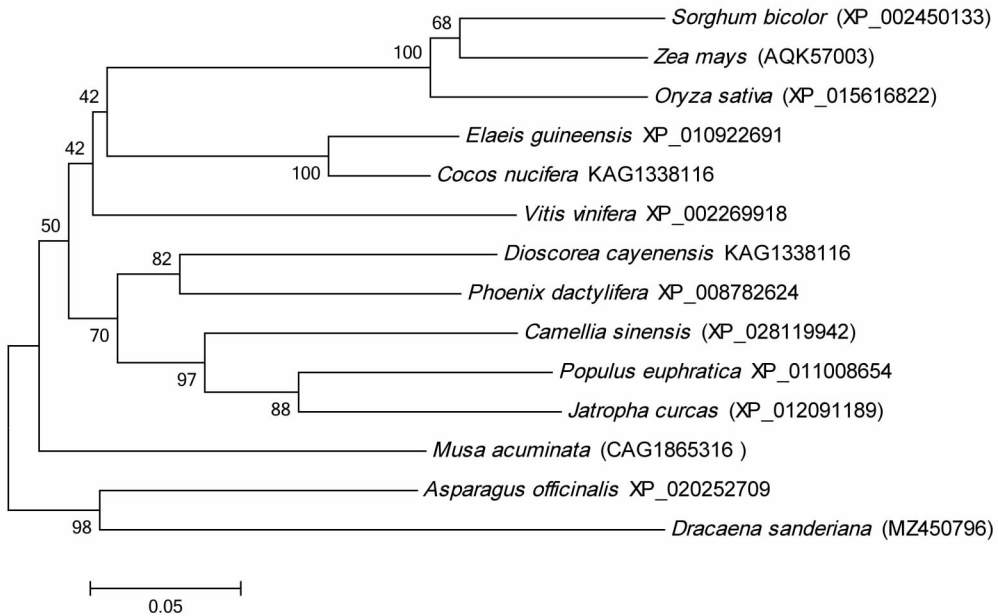 Sorghum bicolor (XP_002450133)
68
Zea mays (AQK57003)
100
Oryza sativa (XP_015616822)
42
Elaeis guineensis XP_010922691
42
100
Cocos nucifera KAG1338116
Vitis vinifera XP_002269918
50
Dioscorea cayenensis KAG1338116
82
Phoenix dactylifera XP_008782624
70
Camellia sinensis (XP_028119942)
97
Populus euphratica XP_011008654
88
Jatropha curcas (XP_012091189)
Musa acuminata (CAG1865316 )
Asparagus officinalis XP_020252709
98
Dracaena sanderiana (MZ450796)
0.05